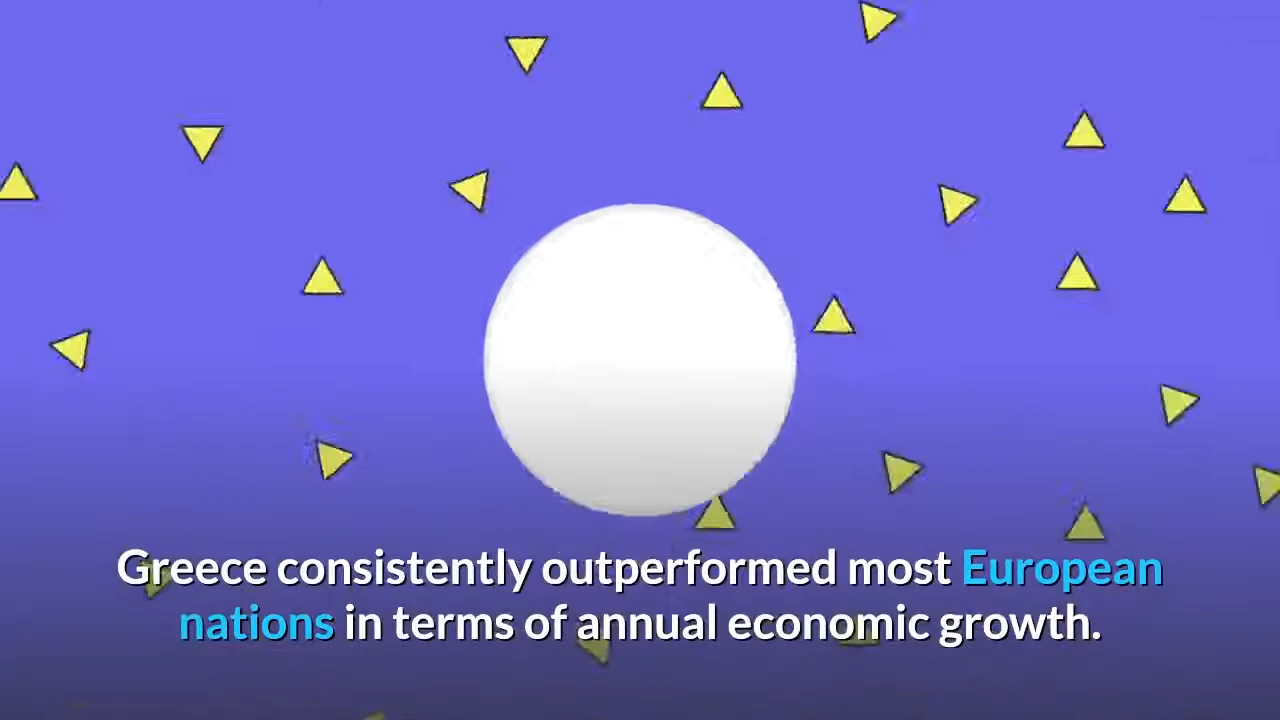 Greece consistently outperformed most European
nations in terms of annual economic growth.